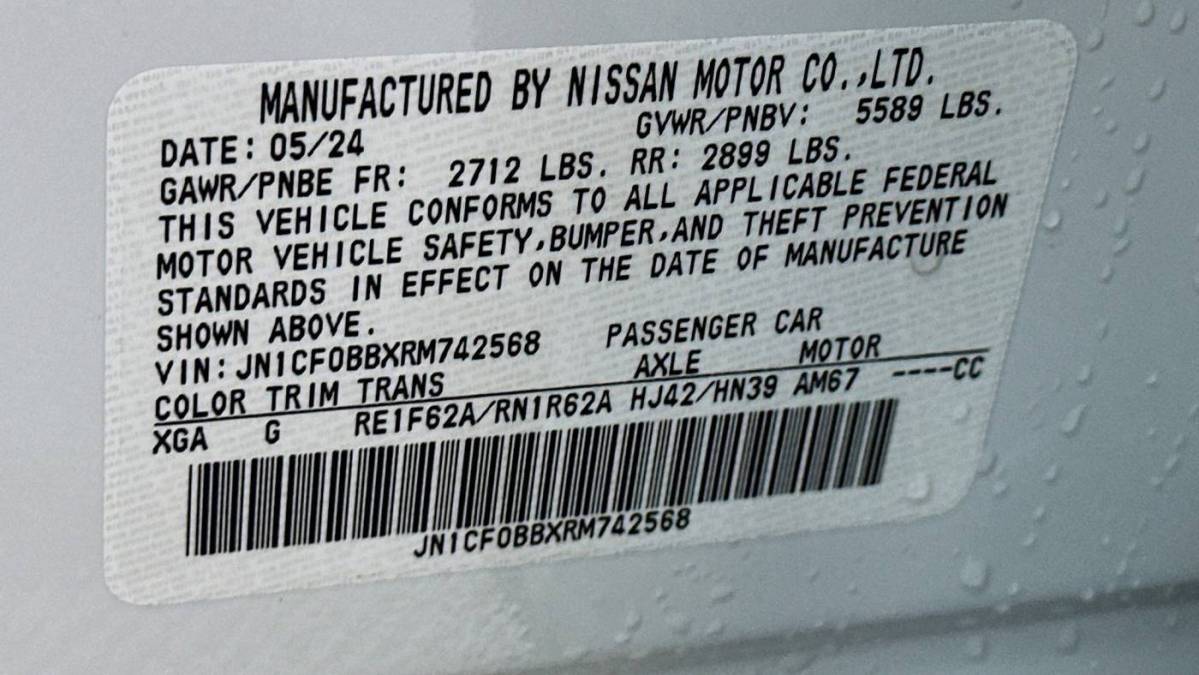 MANUFACTURED BY NISSAN MOTOR CO.,LTD.
DATE: 05/24 GVWR/PNBV: 5589 LBS.
GAWR/PNBE FR: 2712 LBS. RR: 2899 LBS.
THIS VEHICLE CONFORMS TO ALL APPLICABLE FEDERAL
MOTOR VEHICLE SAFETY,BUMPER,AND THEFT PREVENTION
STANDARDS IN EFFECT ON THE DATE OF MANUFACTURE
SHOWN ABOVE.
VIN: JN1CF0BBXRM742568 PASSENGER CAR
COLOR TRIM TRANS AXLE MOTOR
XGA G RE1F62A/RN1R62A HJ42/HN39 AM67 ----CC
JN1CF0BBXRM742568